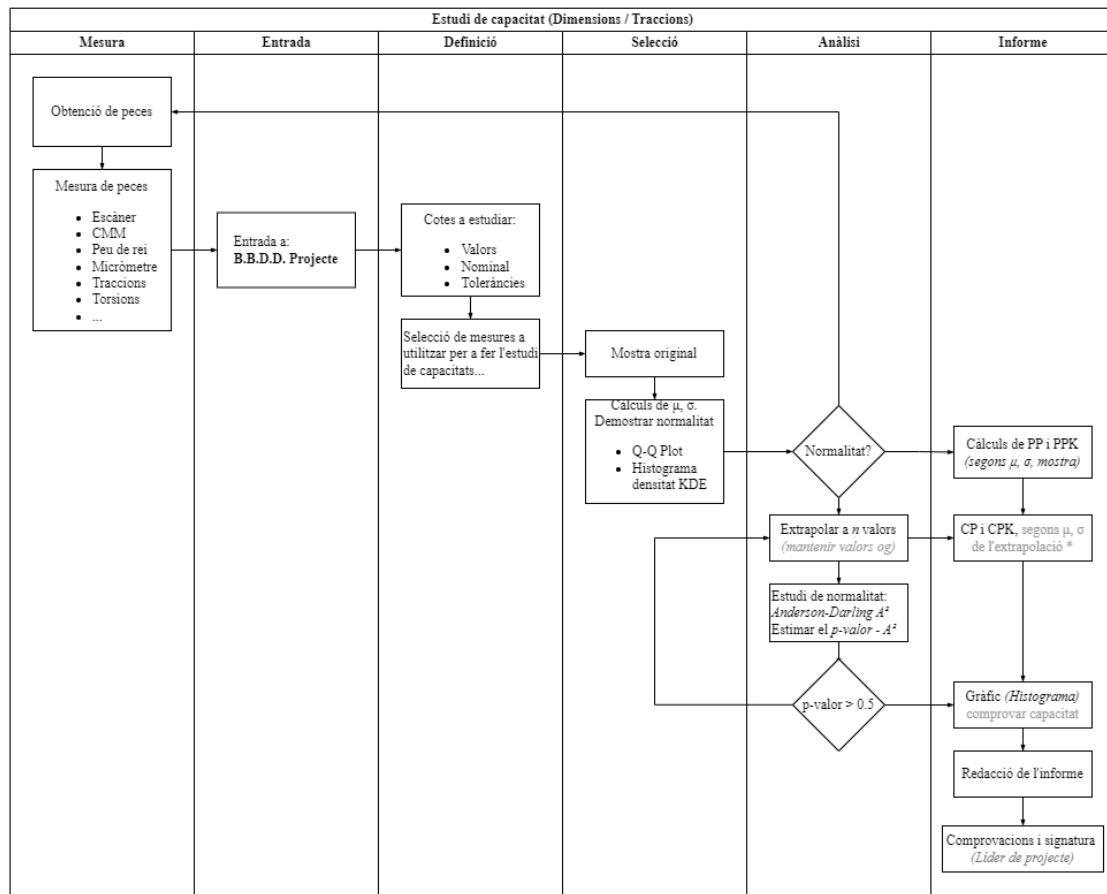 Estudi de capacitat (Dimensions / Traccions)
Mesura
Entrada
Definició
Selecció
Anàlisi
Informe
Obtenció de peces
Mesura de peces
Escàner
CMM
Peu de rei
Micròmetre
Traccions
Torsions
...
Entrada a:
B.B.D.D. Projecte
Cotes a estudiar:
Valors
Nominal
Toleràncies
Selecció de mesures a
utilitzar per a fer l'estudi
de capacitats...
Mostra original
Càlculs de μ, σ.
Demostrar normalitat
Q-Q Plot
Histograma
densitat KDE
Normalitat?
Càlculs de PP i PPK
(segons μ, σ, mostra)
Extrapolar a n valors
(mantenir valors og)
CP i CPK, segons μ, σ
de l'extrapolació *
Estudi de normalitat:
Anderson-Darling A²
Estimar el p-valor - A²
p-valor > 0.5
Gràfic (Histograma)
comprovar capacitat
Redacció de l'informe
Comprovacions i signatura
(Líder de projecte)